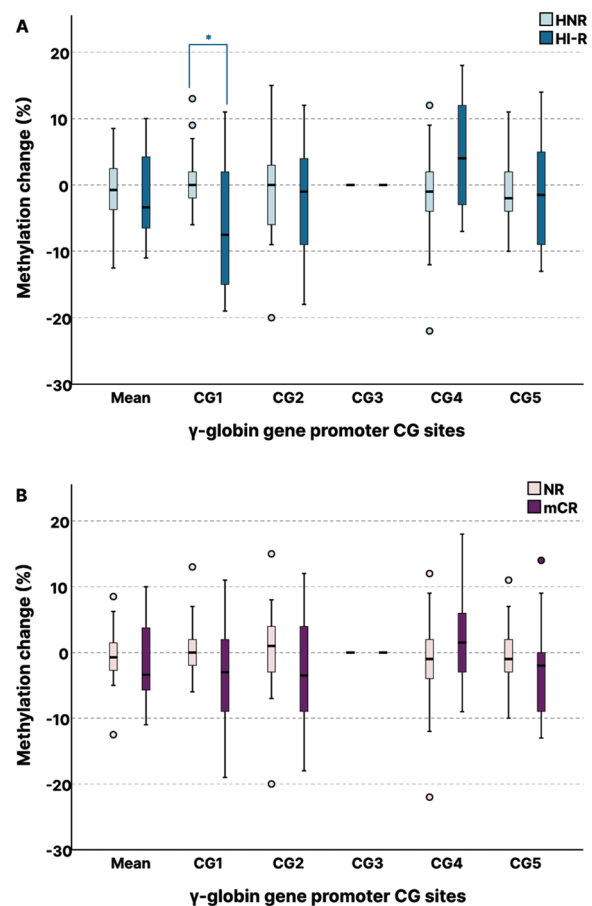 A
HNR
HI-R
*
Methylation change (%)
20
10
0
-10
-20
-30
Mean CG1 CG2 CG3 CG4 CG5
γ-globin gene promoter CG sites
B
NR
mCR
Methylation change (%)
20
10
0
-10
-20
-30
Mean CG1 CG2 CG3 CG4 CG5
γ-globin gene promoter CG sites